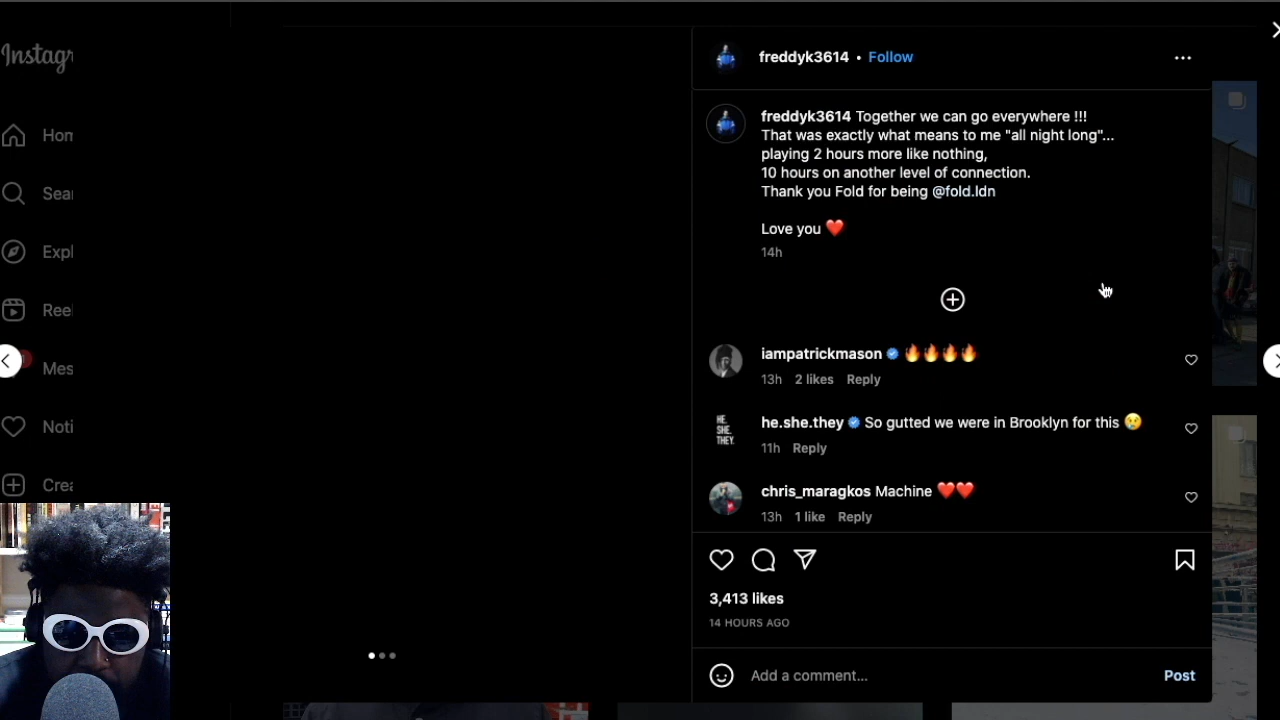 Instagr
freddyk3614 • Follow
freddyk3614 Together we can go everywhere !!!
That was exactly what means to me "all night long"...
playing 2 hours more like nothing,
10 hours on another level of connection.
Thank you Fold for being @fold.ldn
Love you ❤️
14h
iampatrickmason 🔥🔥🔥🔥
13h 2 likes Reply
he.she.they So gutted we were in Brooklyn for this 😢
11h Reply
HE.
SHE.
THEY.
chris_maragkos Machine ❤️❤️
13h 1 like Reply
3,413 likes
14 HOURS AGO
Add a comment...
Post
Hom
Sear
Expl
Reel
Mes
Noti
Crea